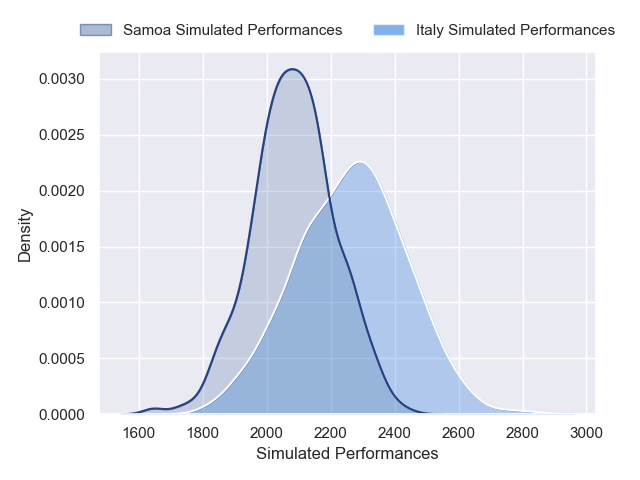 Samoa Simulated Performances
Italy Simulated Performances
0.0030
0.0025
0.0020
0.0015
0.0010
0.0005
0.0000
Density
1600 1800 2000 2200 2400 2600 2800 3000
Simulated Performances